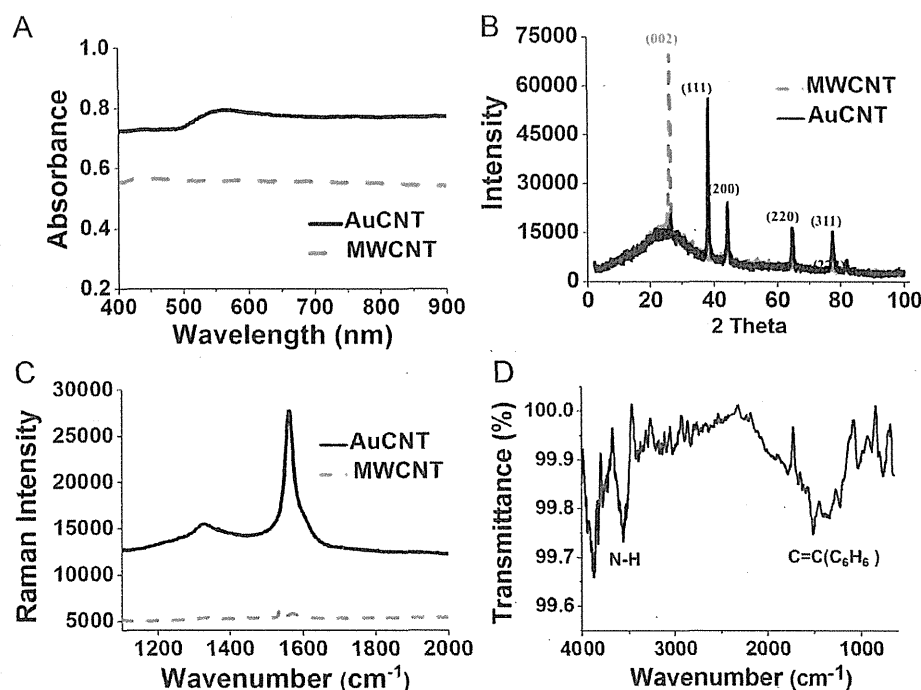 A
1.0
0.8
0.6
0.4
0.2
Absorbance
AuCNT
MWCNT
400 500 600 700 800 900
Wavelength (nm)
B
75000
60000
45000
30000
15000
0
Intensity
(002)
(111)
(200)
(220)
(311)
MWCNT
AuCNT
0 20 40 60 80 100
2 Theta
C
30000
25000
20000
15000
10000
5000
Raman Intensity
AuCNT
MWCNT
1200 1400 1600 1800 2000
Wavenumber (cm⁻¹)
D
100.0
99.9
99.8
99.7
99.6
Transmittance (%)
N-H
C=C(C₆H₆ )
4000 3000 2000 1000
Wavenumber (cm⁻¹)